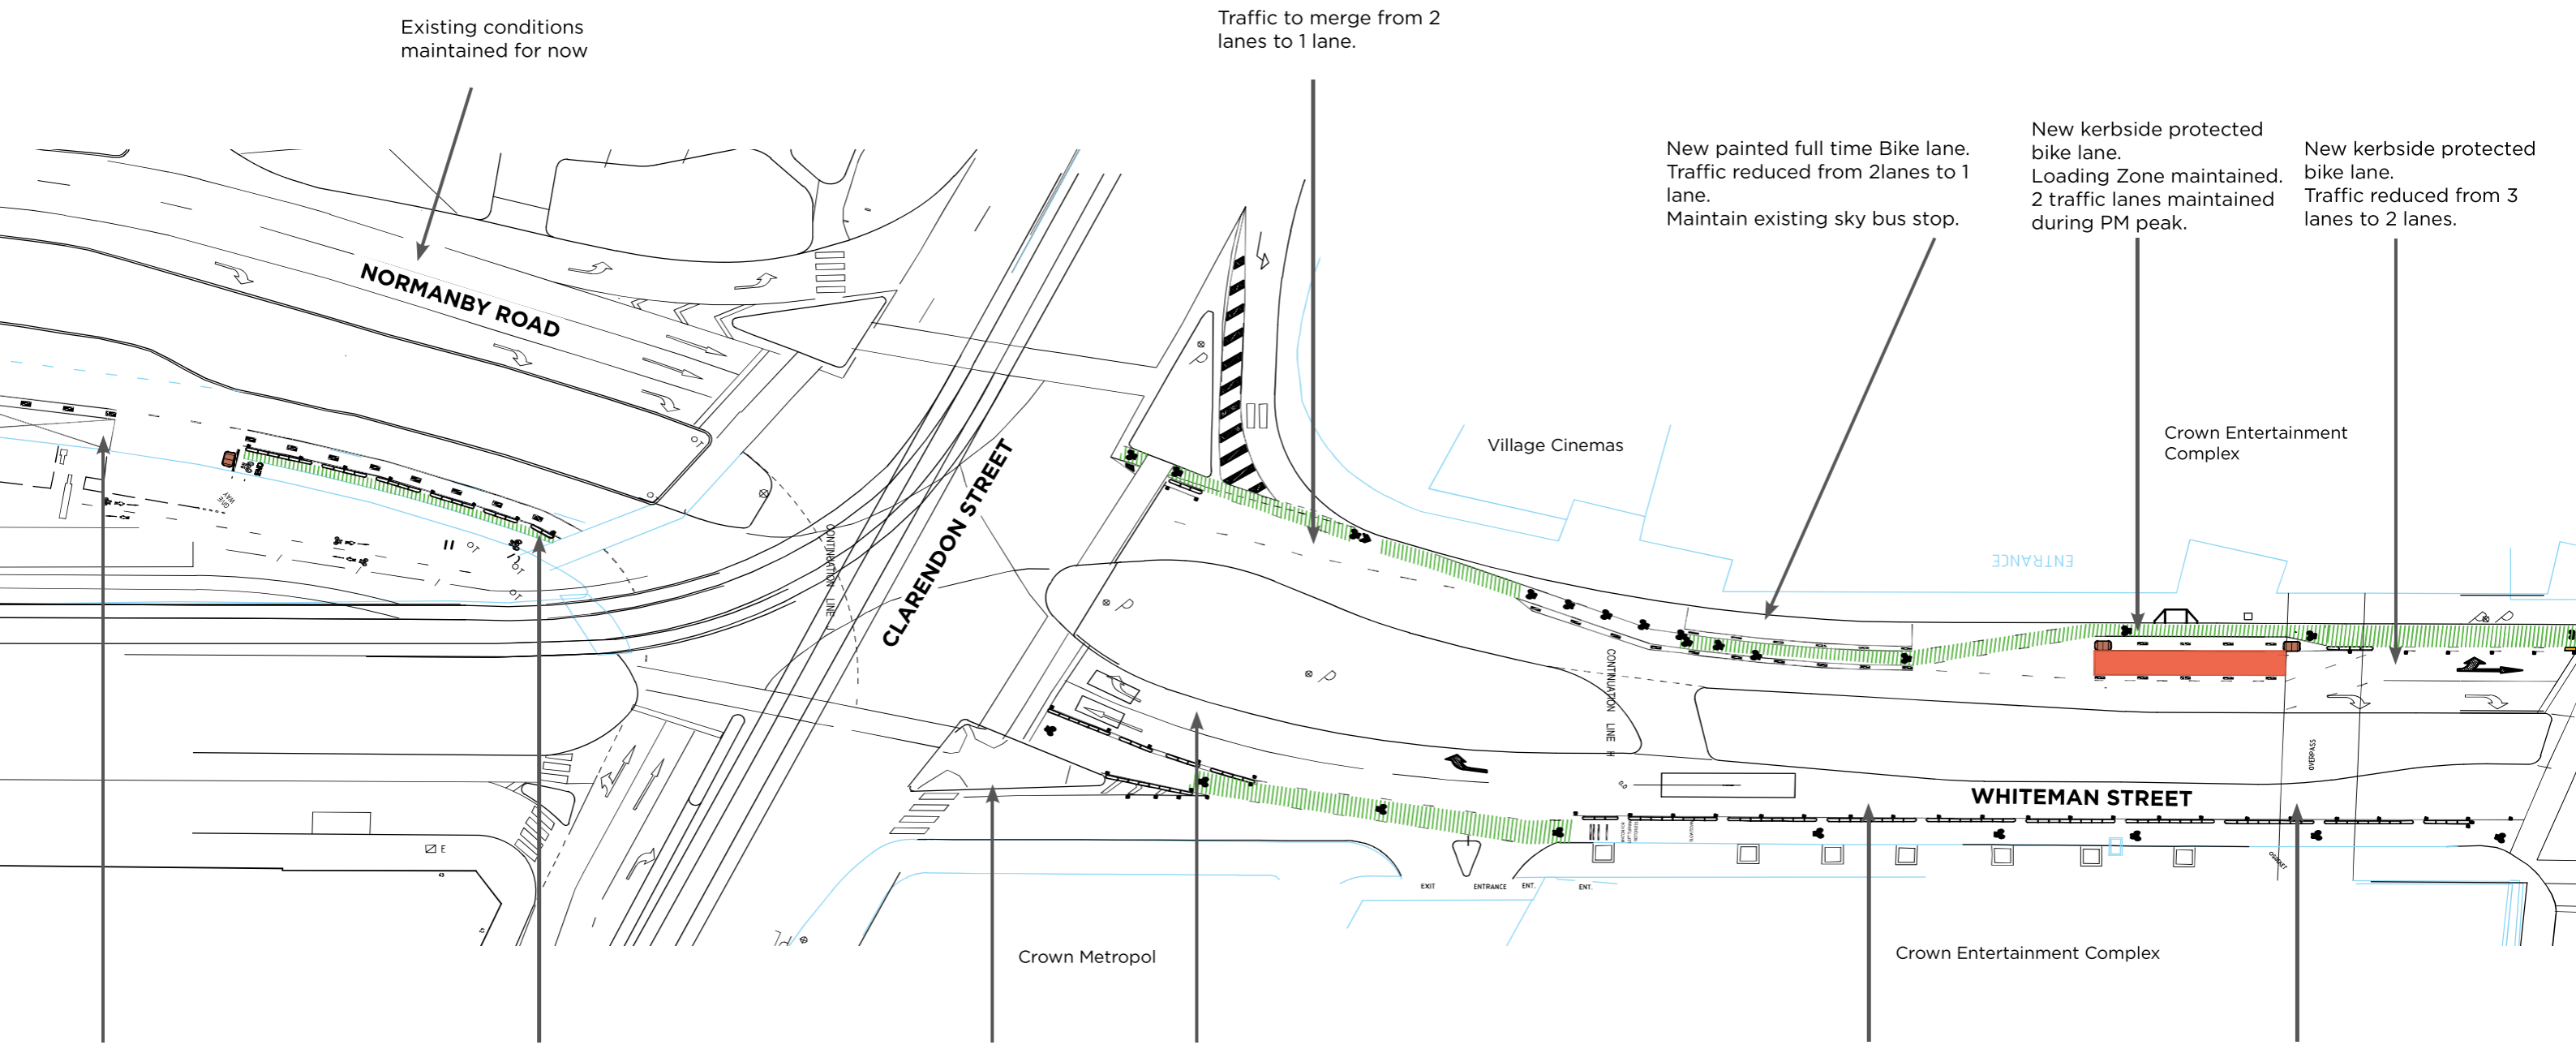 Existing conditions
maintained for now
Traffic to merge from 2
lanes to 1 lane.
New painted full time Bike lane.
Traffic reduced from 2lanes to 1
lane.
Maintain existing sky bus stop.
New kerbside protected
bike lane.
Loading Zone maintained.
2 traffic lanes maintained
during PM peak.
New kerbside protected
bike lane.
Traffic reduced from 3
lanes to 2 lanes.
NORMANBY ROAD
CLARENDON STREET
CONTINUATION LINE J
Village Cinemas
Crown Entertainment
Complex
ENTRANCE
ONE
WAY
CONTINUATION LINE H
OVERPASS
WHITEMAN STREET
E
EXIT
ENTRANCE
ENT.
ENT.
Crown Metropol
Crown Entertainment Complex